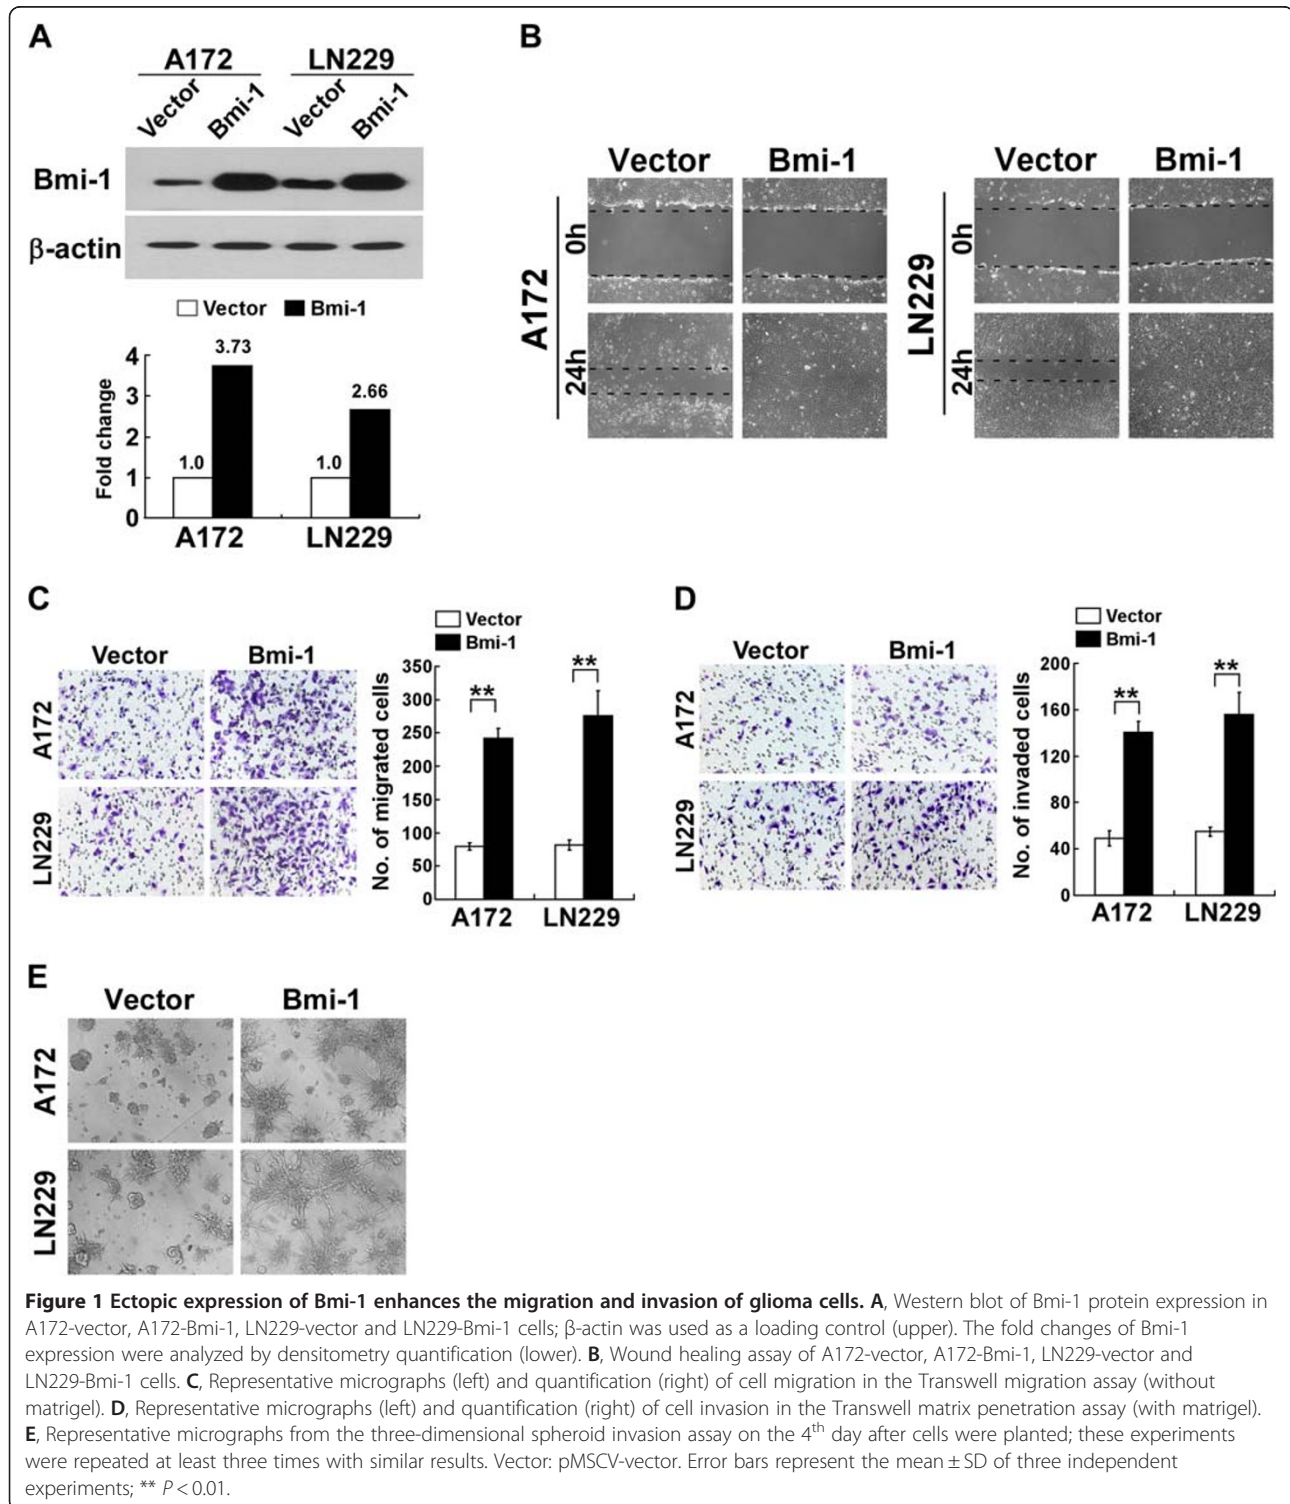 A
A172 LN229
Vector Bmi-1 Vector Bmi-1
Bmi-1
β-actin
Vector Bmi-1
Fold change
4
3
2
1
0
1.0 3.73 1.0 2.66
A172 LN229
B
Vector Bmi-1 Vector Bmi-1
A172 0h LN229 0h
24h 24h
C
Vector Bmi-1
A172
LN229
Vector
Bmi-1
No. of migrated cells
350
300
250
200
150
100
50
0
** **
A172 LN229
D
Vector Bmi-1
A172
LN229
Vector
Bmi-1
No. of invaded cells
200
160
120
80
40
0
** **
A172 LN229
E
Vector Bmi-1
A172
LN229
Figure 1 Ectopic expression of Bmi-1 enhances the migration and invasion of glioma cells. A, Western blot of Bmi-1 protein expression in
A172-vector, A172-Bmi-1, LN229-vector and LN229-Bmi-1 cells; β-actin was used as a loading control (upper). The fold changes of Bmi-1
expression were analyzed by densitometry quantification (lower). B, Wound healing assay of A172-vector, A172-Bmi-1, LN229-vector and
LN229-Bmi-1 cells. C, Representative micrographs (left) and quantification (right) of cell migration in the Transwell migration assay (without
matrigel). D, Representative micrographs (left) and quantification (right) of cell invasion in the Transwell matrix penetration assay (with matrigel).
E, Representative micrographs from the three-dimensional spheroid invasion assay on the 4th day after cells were planted; these experiments
were repeated at least three times with similar results. Vector: pMSCV-vector. Error bars represent the mean ± SD of three independent
experiments; ** P < 0.01.